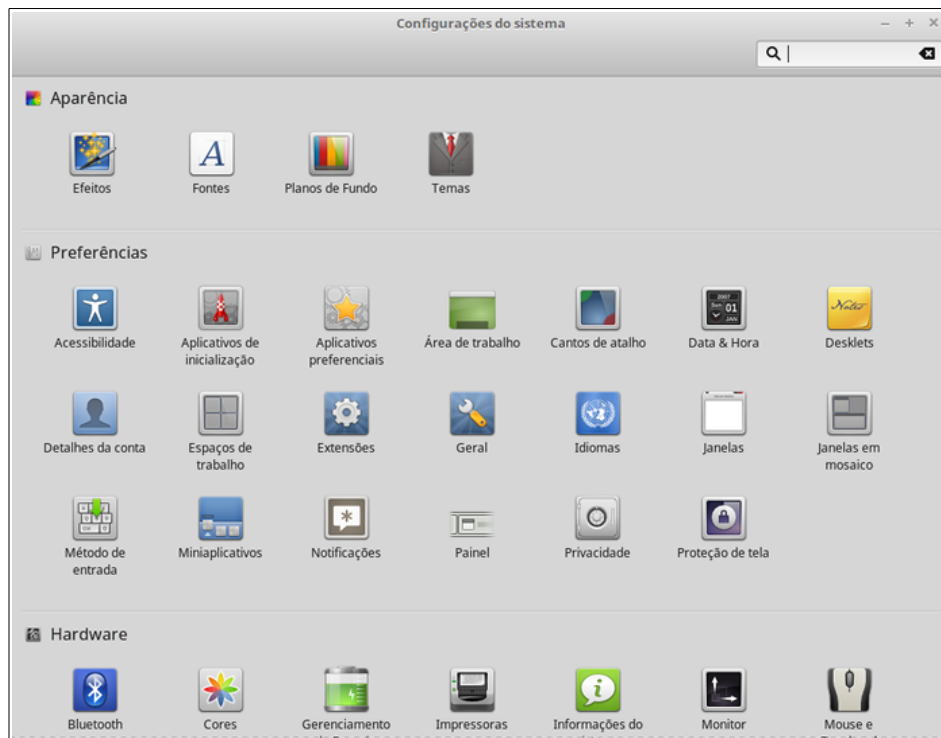 Configurações do sistema
Aparência
Efeitos
Fontes
Planos de Fundo
Temas
Preferências
Acessibilidade
Aplicativos de
inicialização
Aplicativos
preferenciais
Área de trabalho
Cantos de atalho
Data & Hora
Desklets
Detalhes da conta
Espaços de
trabalho
Extensões
Geral
Idiomas
Janelas
Janelas em
mosaico
Método de
entrada
Miniaplicativos
Notificações
Painel
Privacidade
Proteção de tela
Hardware
Bluetooth
Cores
Gerenciamento
Impressoras
Informações do
Monitor
Mouse e